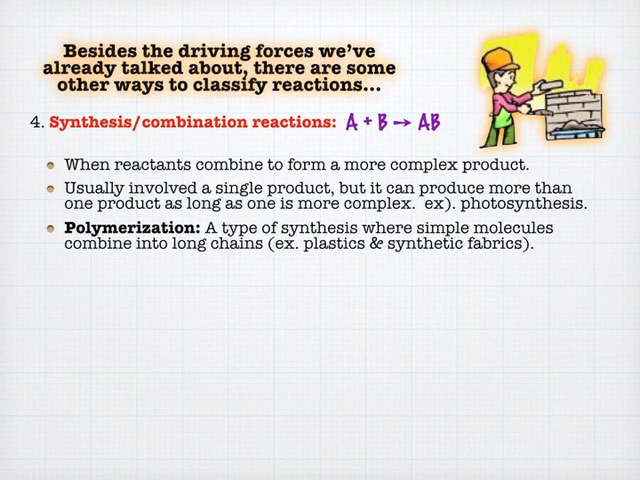 Besides the driving forces we've
already talked about, there are some
other ways to classify reactions...
4. Synthesis/combination reactions: A + B → AB
When reactants combine to form a more complex product.
Usually involved a single product, but it can produce more than
one product as long as one is more complex. ex). photosynthesis.
Polymerization: A type of synthesis where simple molecules
combine into long chains (ex. plastics & synthetic fabrics).